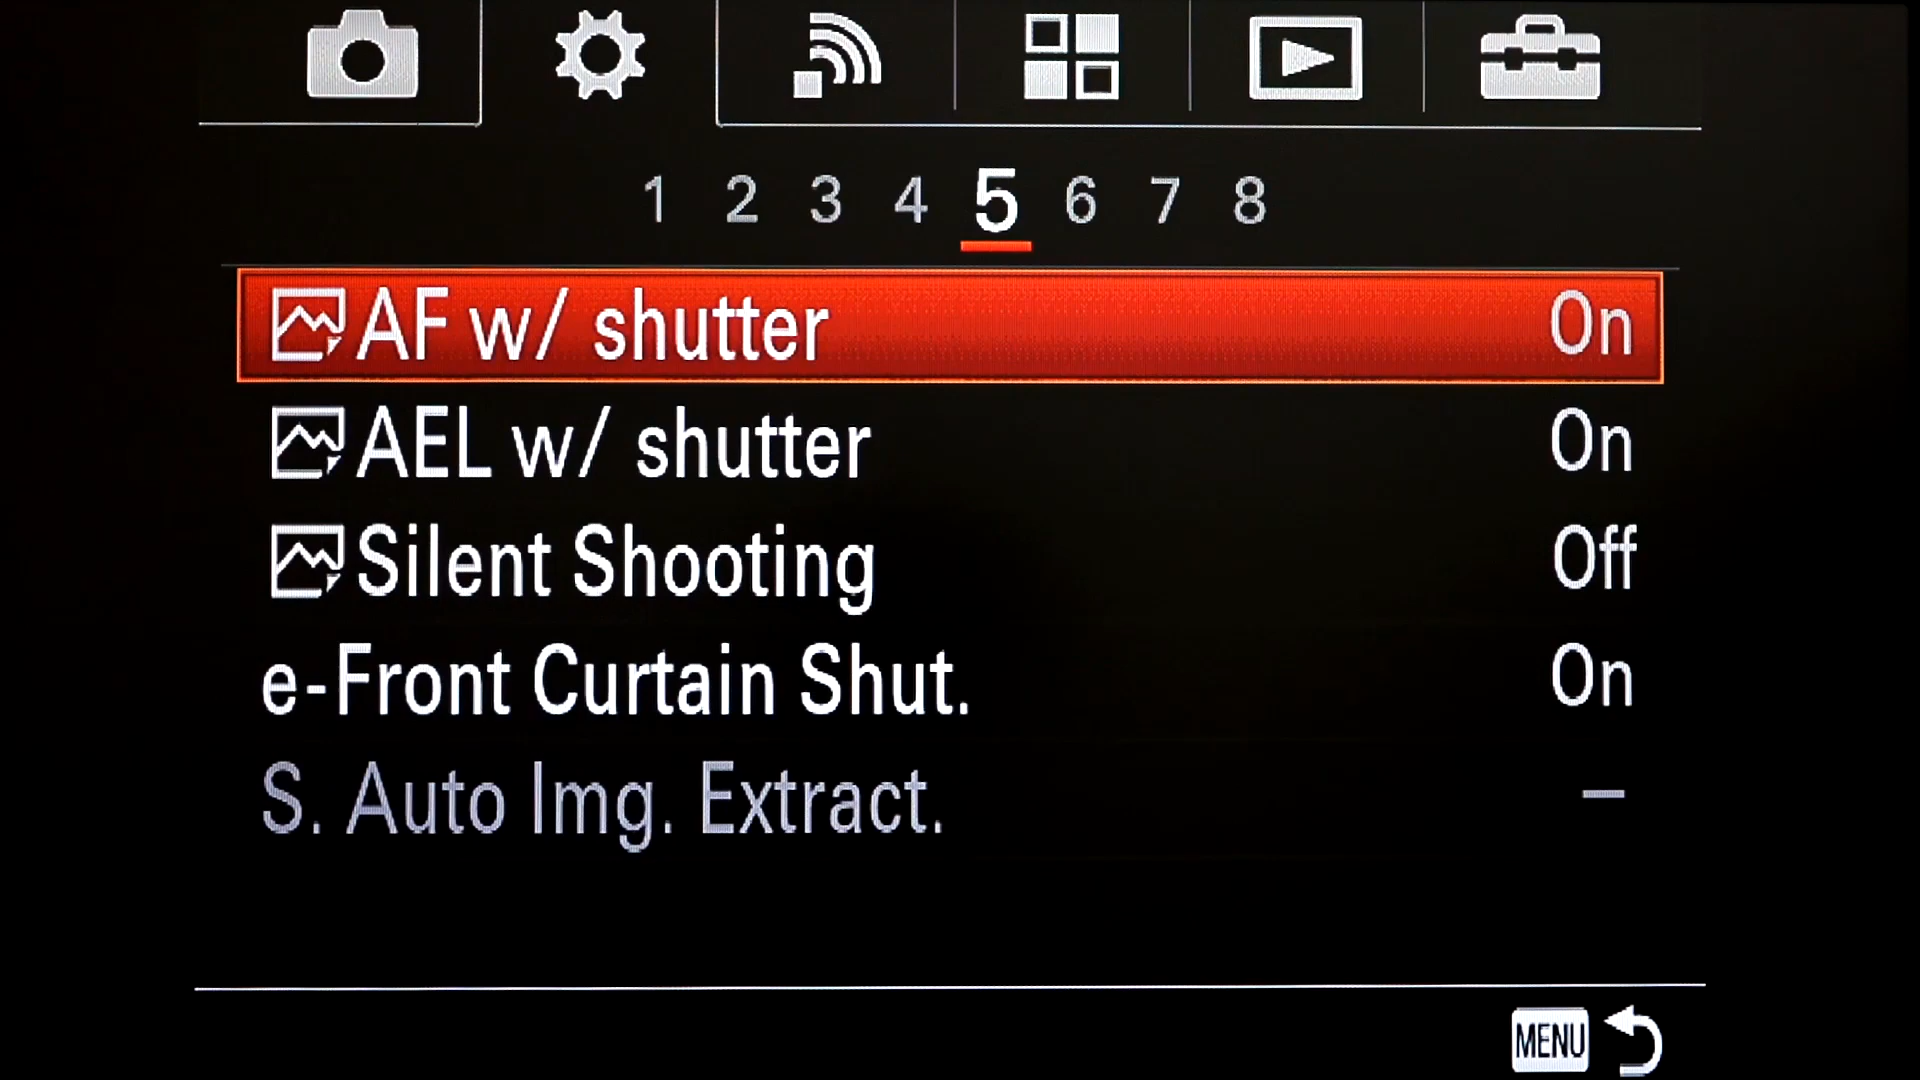 1 2 3 4 5 6 7 8
AF w/ shutter On
AEL w/ shutter On
Silent Shooting Off
e-Front Curtain Shut. On
S. Auto Img. Extract. –
MENU